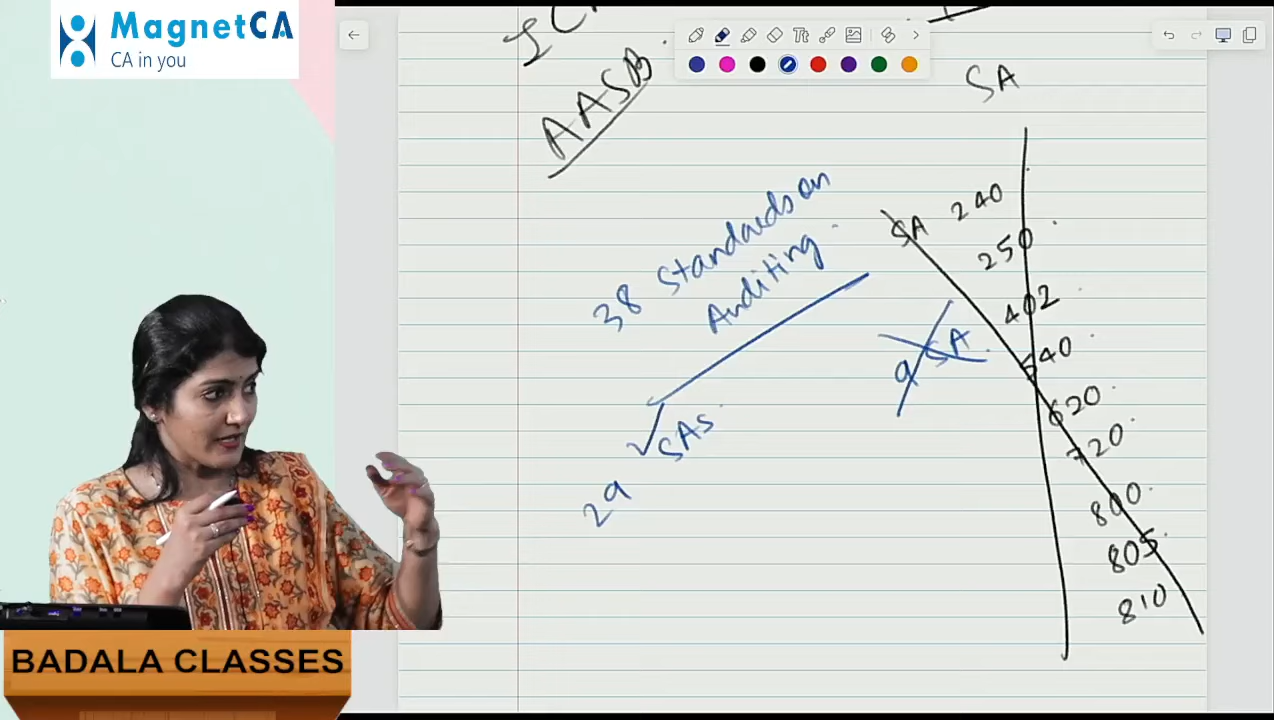 MagnetCA
CA in you
AASB.
SA
38 Standards on
Auditing.
SA 240
250
402
540
620
720
800
805
810
9 SA
SAs
29
BADALA CLASSES